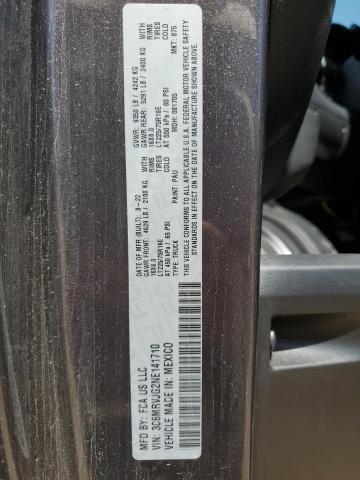 MFD BY: FCA US LLC
DATE OF MFR (BUILT): 8-22
GVWR: 9350 LB / 4242 KG
GAWR FRONT: 4629 LB / 2100 KG
WITH
GAWR REAR: 5291 LB / 2400 KG
WITH
16X6.0
RIMS
16X6.0
RIMS
LT225/75R16E
TIRES
LT225/75R16E
TIRES
AT 450 kPa / 65 PSI
COLD
AT 550 kPa / 80 PSI
COLD
TYPE: TRUCK
PAINT: PAU
MDH: 081705
MKT: 875
THIS VEHICLE CONFORMS TO ALL APPLICABLE U.S.A. FEDERAL MOTOR VEHICLE SAFETY
STANDARDS IN EFFECT ON THE DATE OF MANUFACTURE SHOWN ABOVE.
VIN: 3C6MRVJG2NE141710
VEHICLE MADE IN: MEXICO